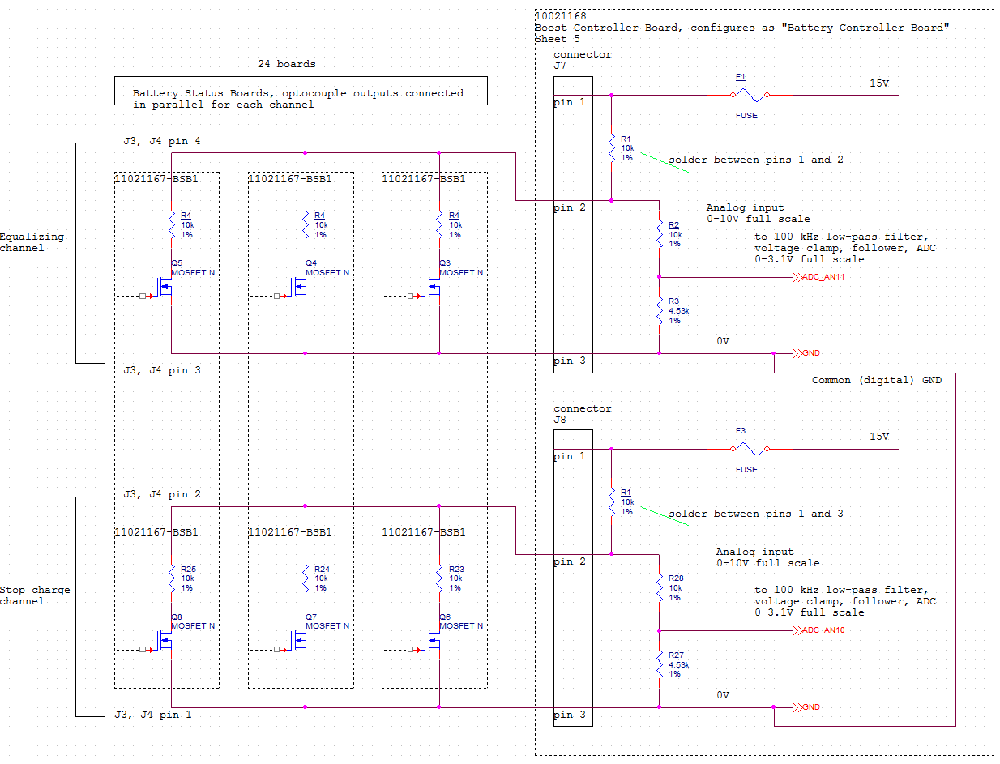 10021168
Boost Controller Board, configures as "Battery Controller Board"
Sheet 5
connector
J7
24 boards
Battery Status Boards, optocouple outputs connected
in parallel for each channel
F1
15V
FUSE
pin 1
J3, J4 pin 4
R1
10k
1%
solder between pins 1 and 2
11021167-BSB1
11021167-BSB1
11021167-BSB1
pin 2
Analog input
0-10V full scale
R4
10k
1%
R4
10k
1%
R4
10k
1%
R2
10k
1%
to 100 kHz low-pass filter,
voltage clamp, follower, ADC
0-3.1V full scale
Equalizing
channel
Q5
MOSFET N
Q4
MOSFET N
Q3
MOSFET N
ADC_AN11
R3
4.53k
1%
0V
pin 3
GND
J3, J4 pin 3
Common (digital) GND
connector
J8
F3
15V
FUSE
pin 1
J3, J4 pin 2
R1
10k
1%
solder between pins 1 and 3
11021167-BSB1
11021167-BSB1
11021167-BSB1
pin 2
Analog input
0-10V full scale
R25
10k
1%
R24
10k
1%
R23
10k
1%
R28
10k
1%
to 100 kHz low-pass filter,
voltage clamp, follower, ADC
0-3.1V full scale
Stop charge
channel
Q8
MOSFET N
Q7
MOSFET N
Q6
MOSFET N
ADC_AN10
R27
4.53k
1%
0V
pin 3
GND
J3, J4 pin 1